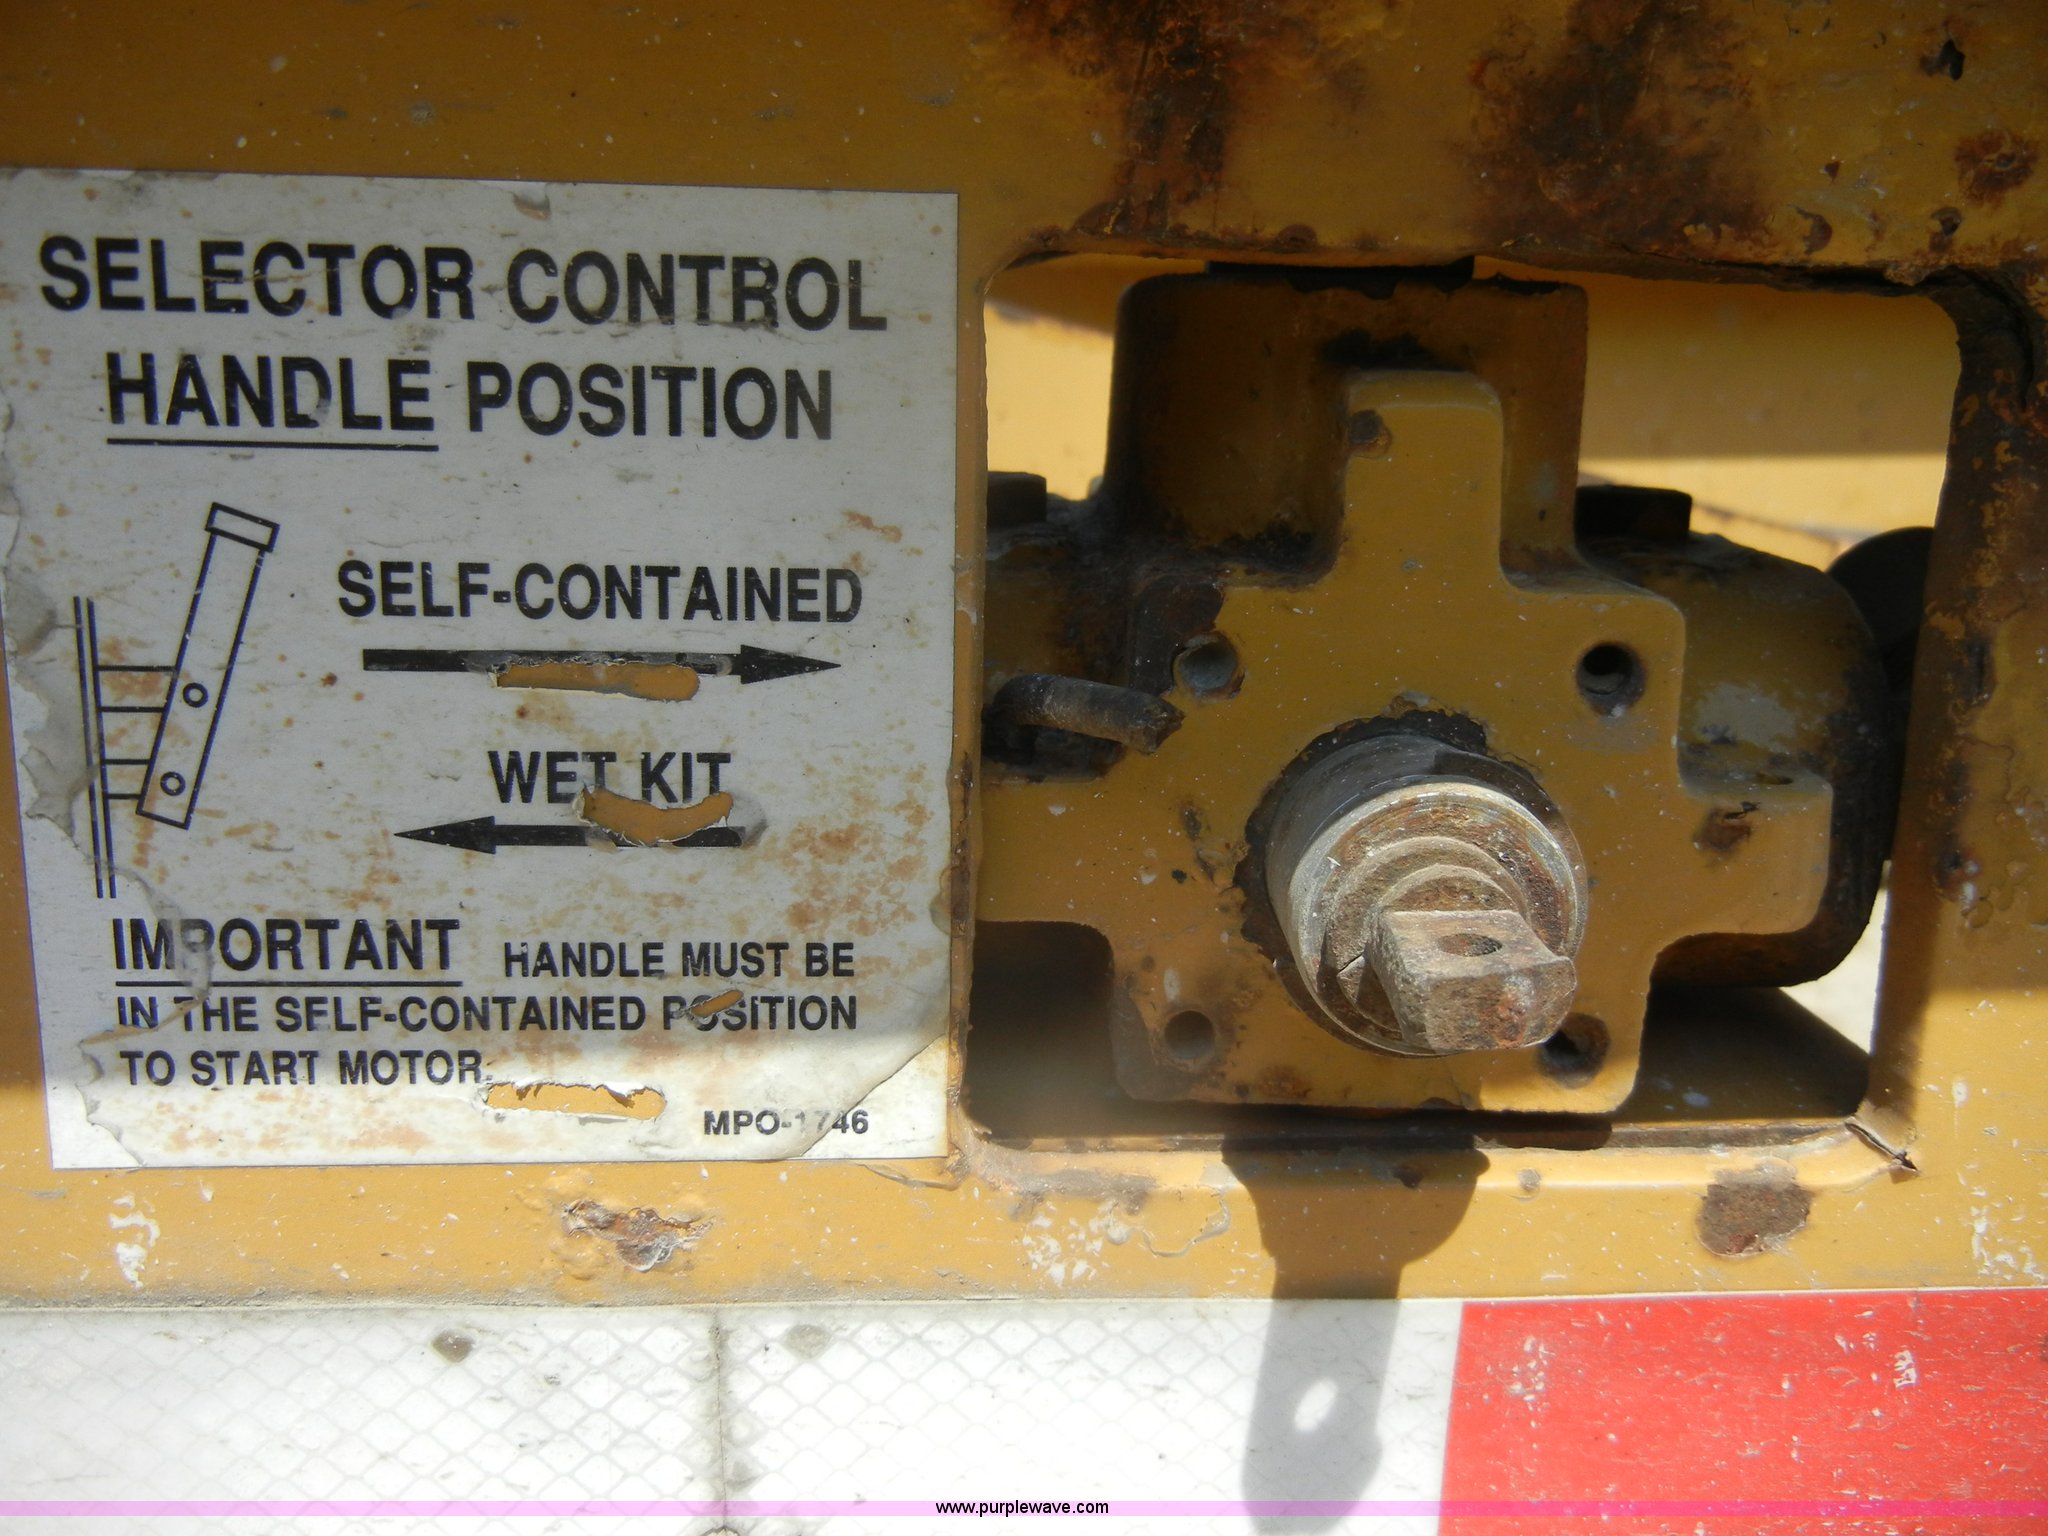 SELECTOR CONTROL
HANDLE POSITION
SELF-CONTAINED
WET KIT
IMPORTANT HANDLE MUST BE
IN THE SELF-CONTAINED POSITION
TO START MOTOR.
MPO-1746
www.purplewave.com